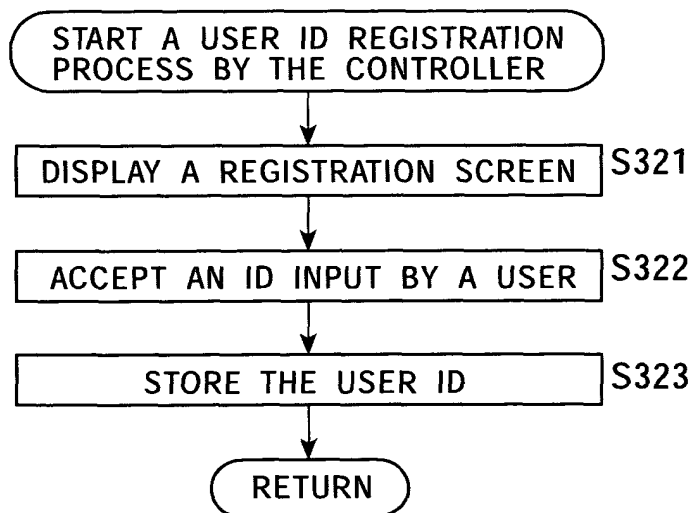 START A USER ID REGISTRATION
PROCESS BY THE CONTROLLER
DISPLAY A REGISTRATION SCREEN S321
ACCEPT AN ID INPUT BY A USER S322
STORE THE USER ID S323
RETURN